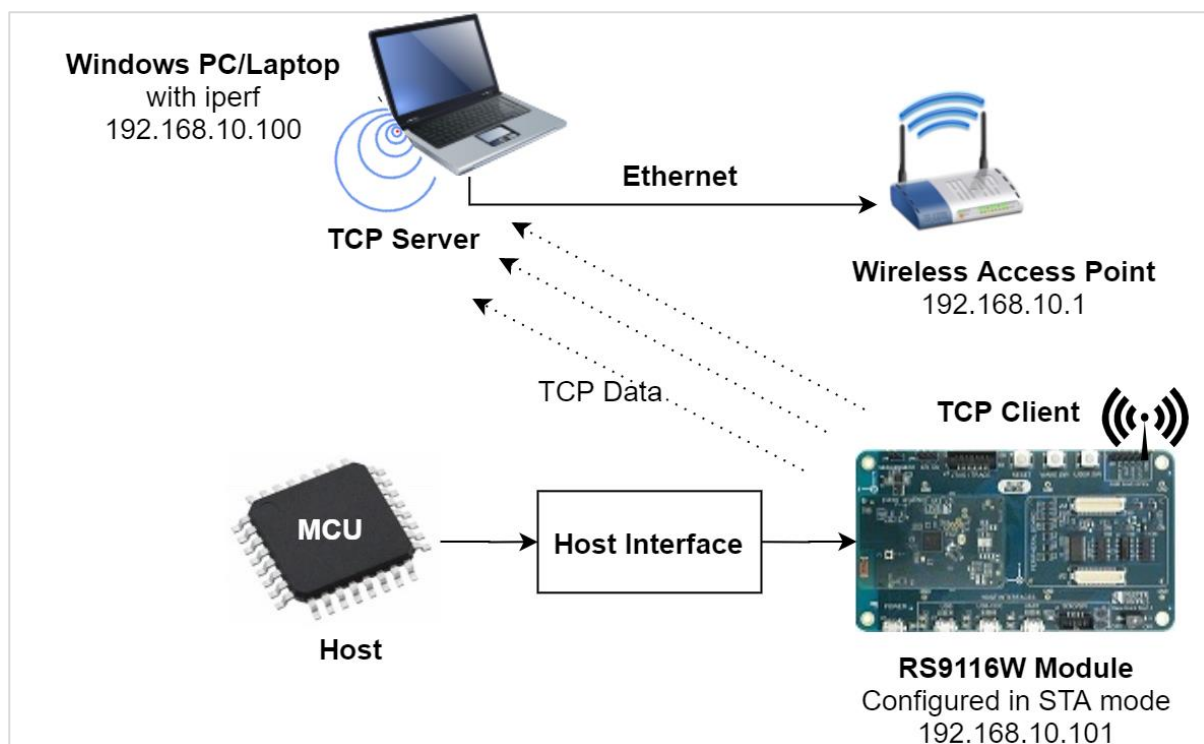 Windows PC/Laptop
with iperf
192.168.10.100
TCP Server
Ethernet
Wireless Access Point
192.168.10.1
TCP Data
TCP Client
MCU
Host Interface
Host
RS9116W Module
Configured in STA mode
192.168.10.101